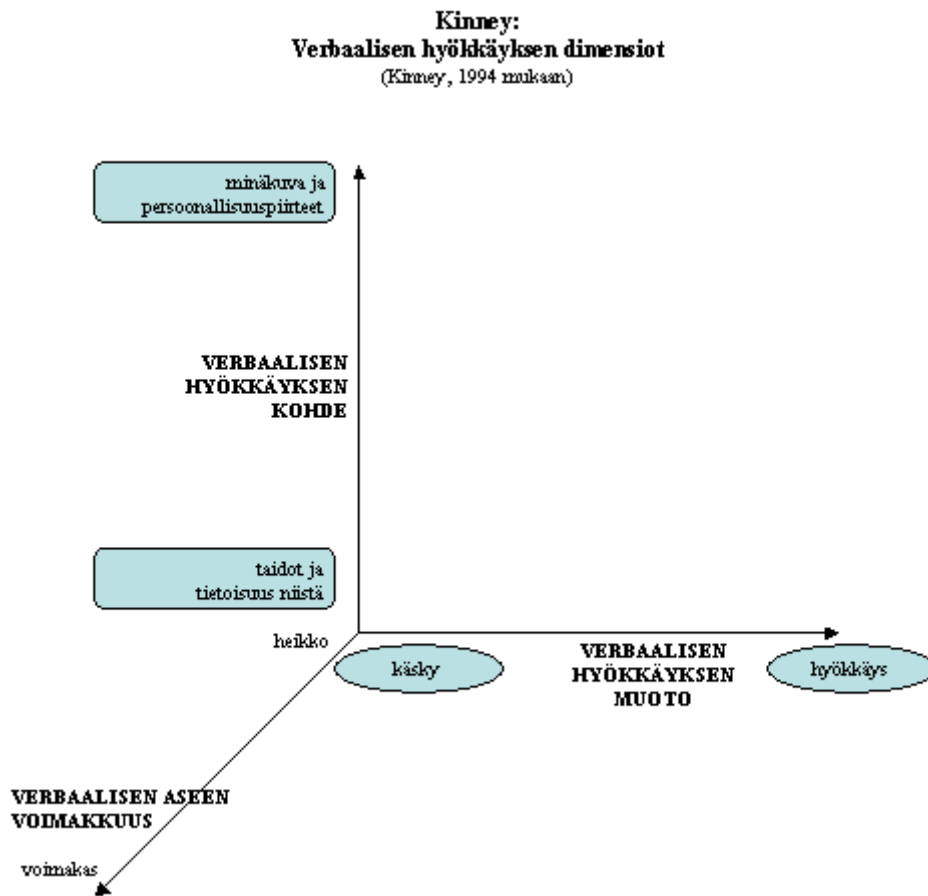 Kinney:
Verbaalisen hyökkäyksen dimensiot
(Kinney, 1994 mukaan)
minäkuva ja
persoonallisuuspiirteet
VERBAALISEN
HYÖKKÄYKSEN
KOHDE
taidot ja
tietoisuus niistä
heikko
käsky
VERBAALISEN
HYÖKKÄYKSEN
MUOTO
hyökkäys
VERBAALISEN ASEEN
VOIMAKKUUS
voimakas